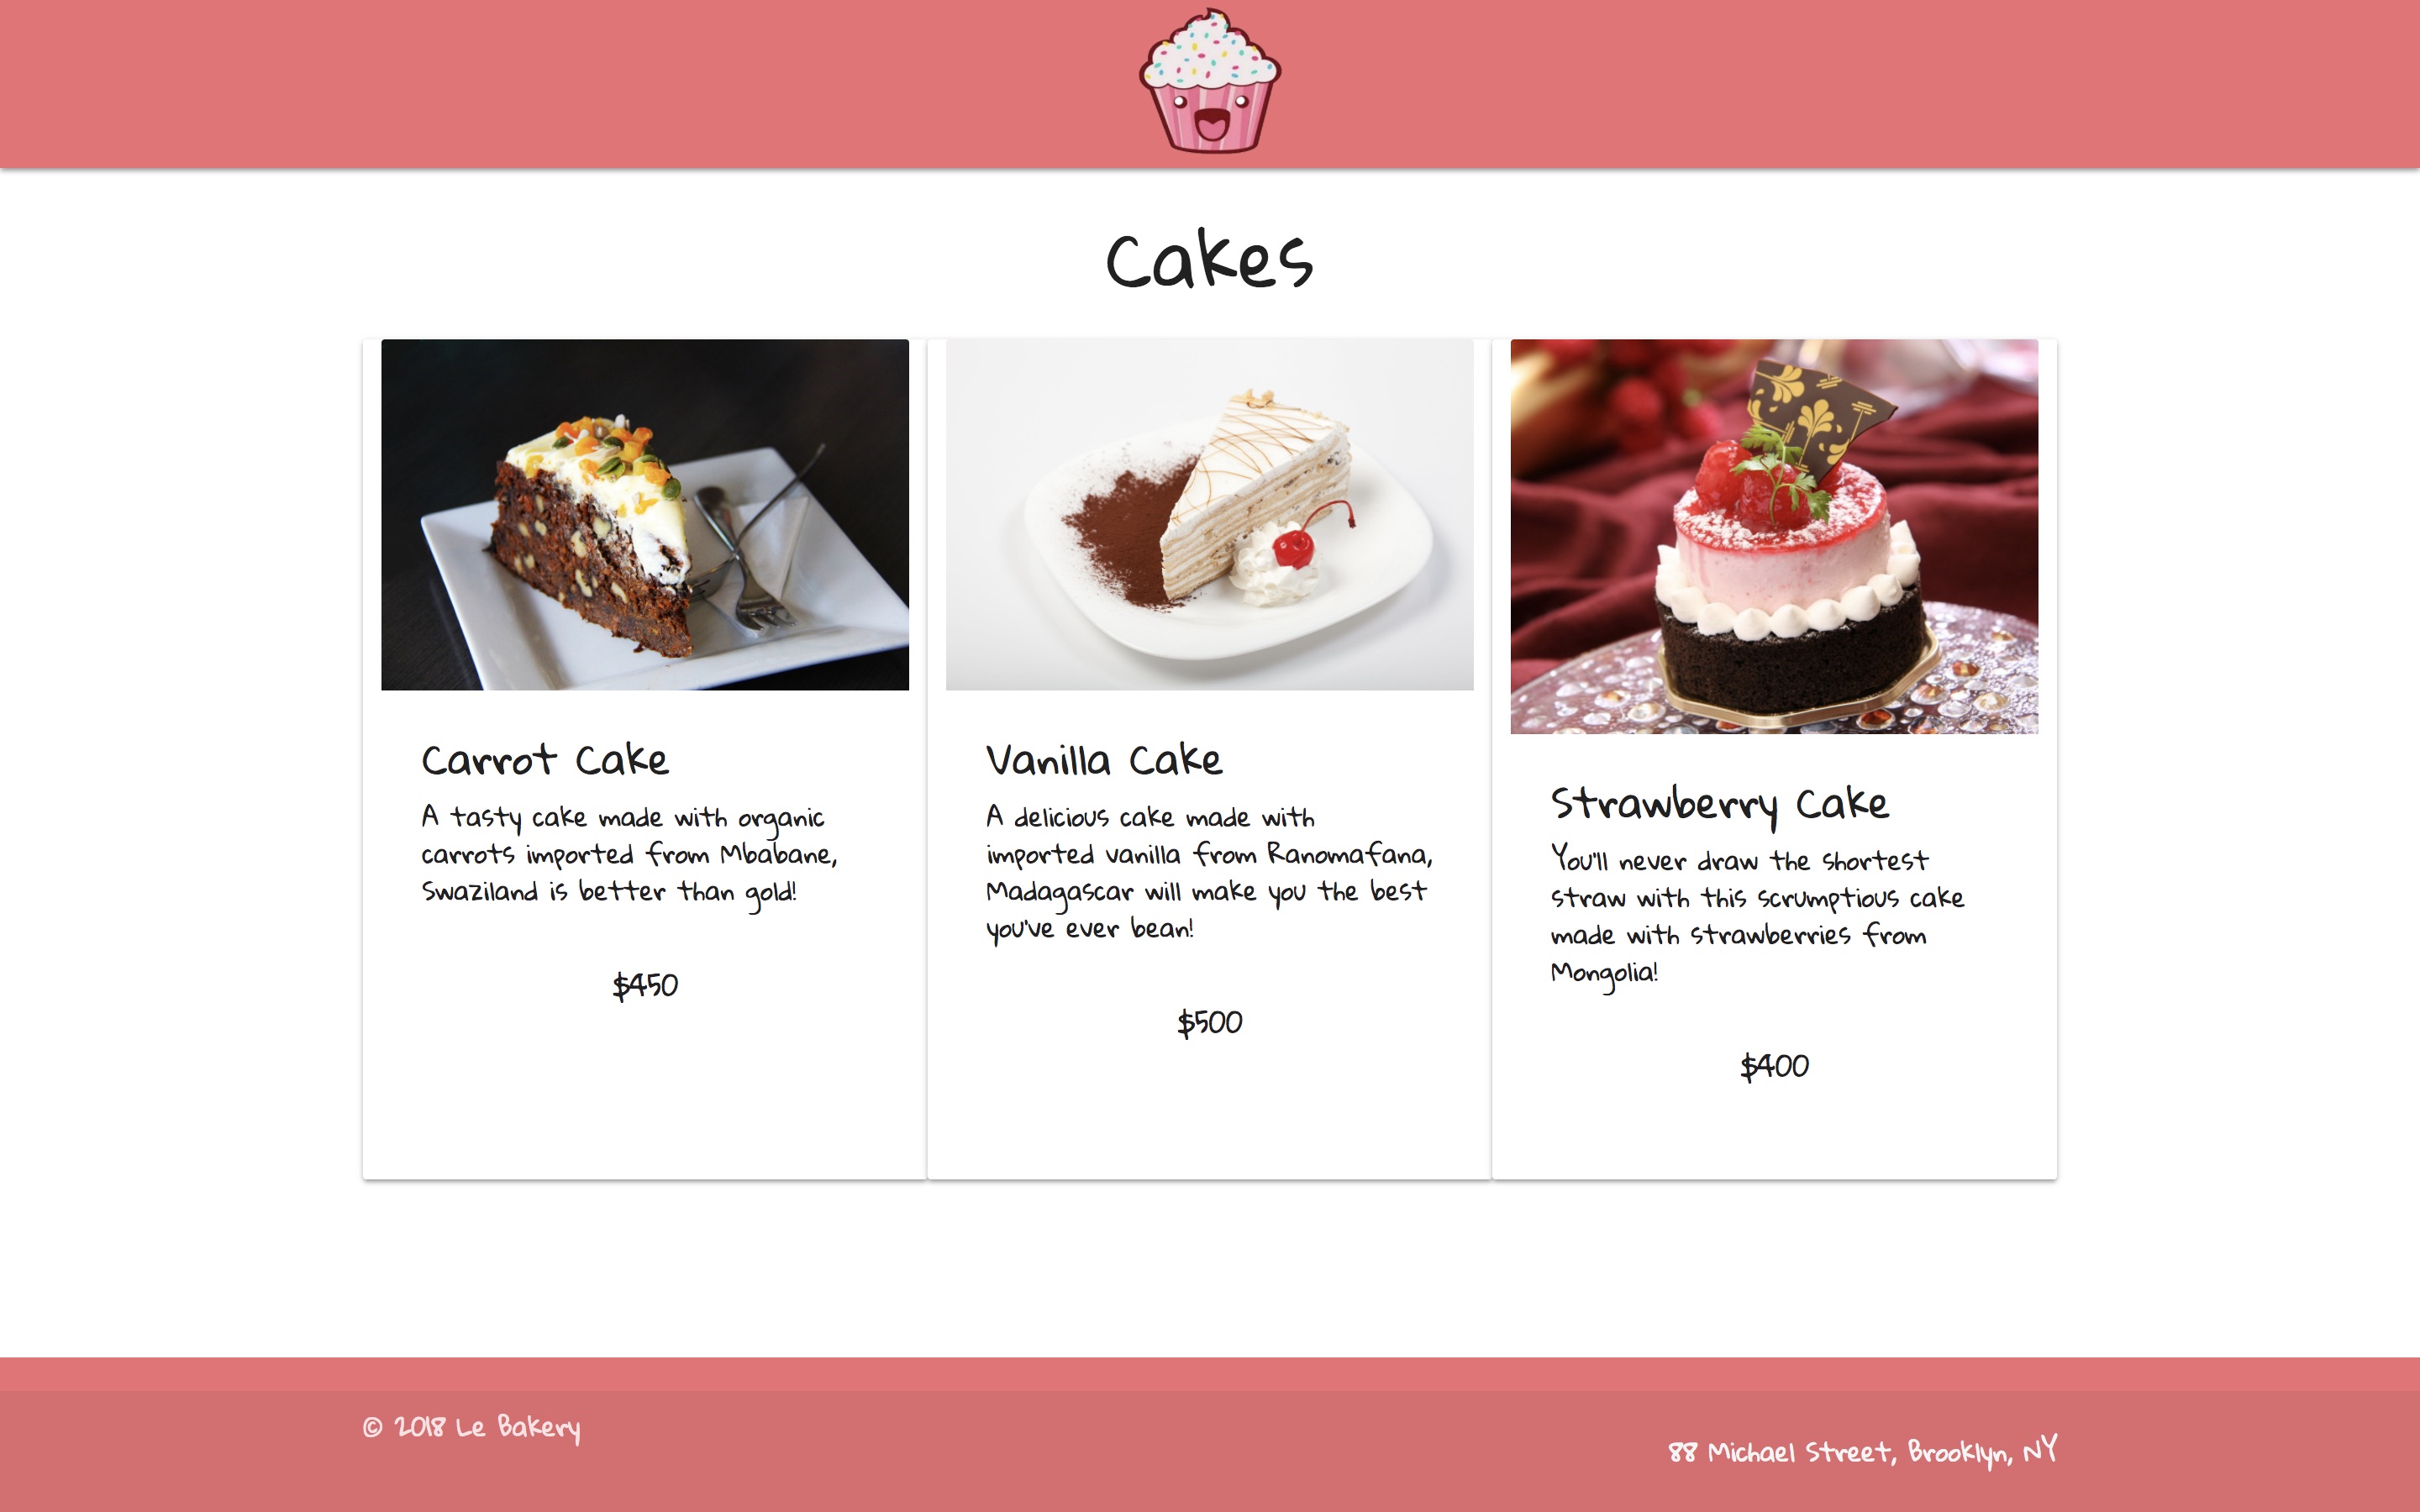 Cakes
Carrot Cake
A tasty cake made with organic
carrots imported from Mbabane,
Swaziland is better than gold!
$450
Vanilla Cake
A delicious cake made with
imported vanilla from Ranomafana,
Madagascar will make you the best
you've ever bean!
$500
Strawberry Cake
You'll never draw the shortest
straw with this scrumptious cake
made with strawberries from
Mongolia!
$400
© 2018 Le Bakery
88 Michael Street, Brooklyn, NY